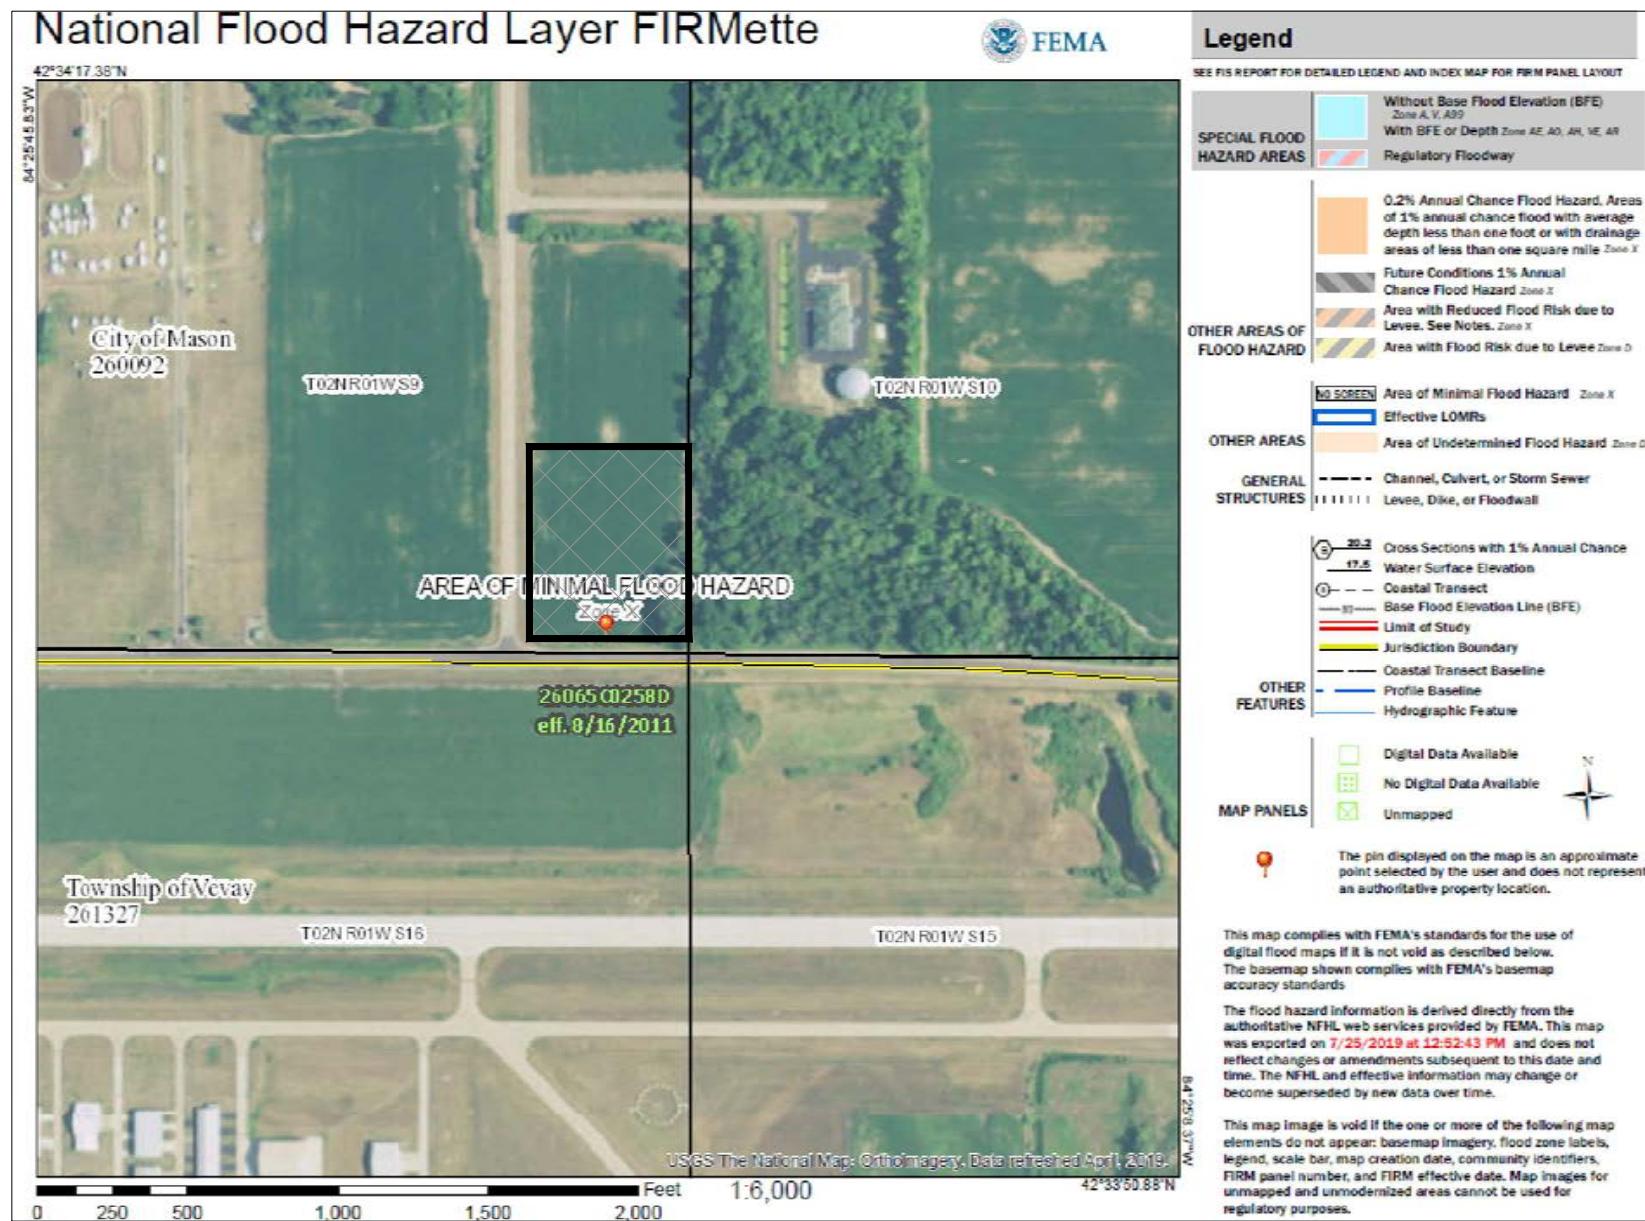 National Flood Hazard Layer FIRMette
FEMA
42°34'17.38"N
84°25'45.83"W
City of Mason
260092
T02N R01W S9
T02N R01W S10
AREA OF MINIMAL FLOOD HAZARD
Zone X
26065C0258D
eff. 8/16/2011
Township of Vevay
261327
T02N R01W S16
T02N R01W S15
USGS The National Map: Orthoimagery. Data refreshed April, 2019.
84°25'8.37"W
42°33'50.88"N
0 250 500 1,000 1,500 2,000
Feet
1:6,000
Legend
SEE FIS REPORT FOR DETAILED LEGEND AND INDEX MAP FOR FIRM PANEL LAYOUT
SPECIAL FLOOD
HAZARD AREAS
Without Base Flood Elevation (BFE)
Zone A, V, A99
With BFE or Depth Zone AE, AO, AH, VE, AR
Regulatory Floodway
OTHER AREAS OF
FLOOD HAZARD
0.2% Annual Chance Flood Hazard, Areas
of 1% annual chance flood with average
depth less than one foot or with drainage
areas of less than one square mile Zone X
Future Conditions 1% Annual
Chance Flood Hazard Zone X
Area with Reduced Flood Risk due to
Levee. See Notes. Zone X
Area with Flood Risk due to Levee Zone D
OTHER AREAS
NO SCREEN Area of Minimal Flood Hazard Zone X
Effective LOMRs
Area of Undetermined Flood Hazard Zone D
GENERAL
STRUCTURES
Channel, Culvert, or Storm Sewer
Levee, Dike, or Floodwall
OTHER
FEATURES
B 20.2 Cross Sections with 1% Annual Chance
17.5 Water Surface Elevation
8 Coastal Transect
513 Base Flood Elevation Line (BFE)
Limit of Study
Jurisdiction Boundary
Coastal Transect Baseline
Profile Baseline
Hydrographic Feature
MAP PANELS
Digital Data Available
No Digital Data Available
Unmapped
N
The pin displayed on the map is an approximate
point selected by the user and does not represent
an authoritative property location.
This map complies with FEMA's standards for the use of
digital flood maps if it is not void as described below.
The basemap shown complies with FEMA's basemap
accuracy standards
The flood hazard information is derived directly from the
authoritative NFHL web services provided by FEMA. This map
was exported on 7/25/2019 at 12:52:43 PM and does not
reflect changes or amendments subsequent to this date and
time. The NFHL and effective information may change or
become superseded by new data over time.
This map image is void if the one or more of the following map
elements do not appear: basemap imagery, flood zone labels,
legend, scale bar, map creation date, community identifiers,
FIRM panel number, and FIRM effective date. Map images for
unmapped and unmodernized areas cannot be used for
regulatory purposes.